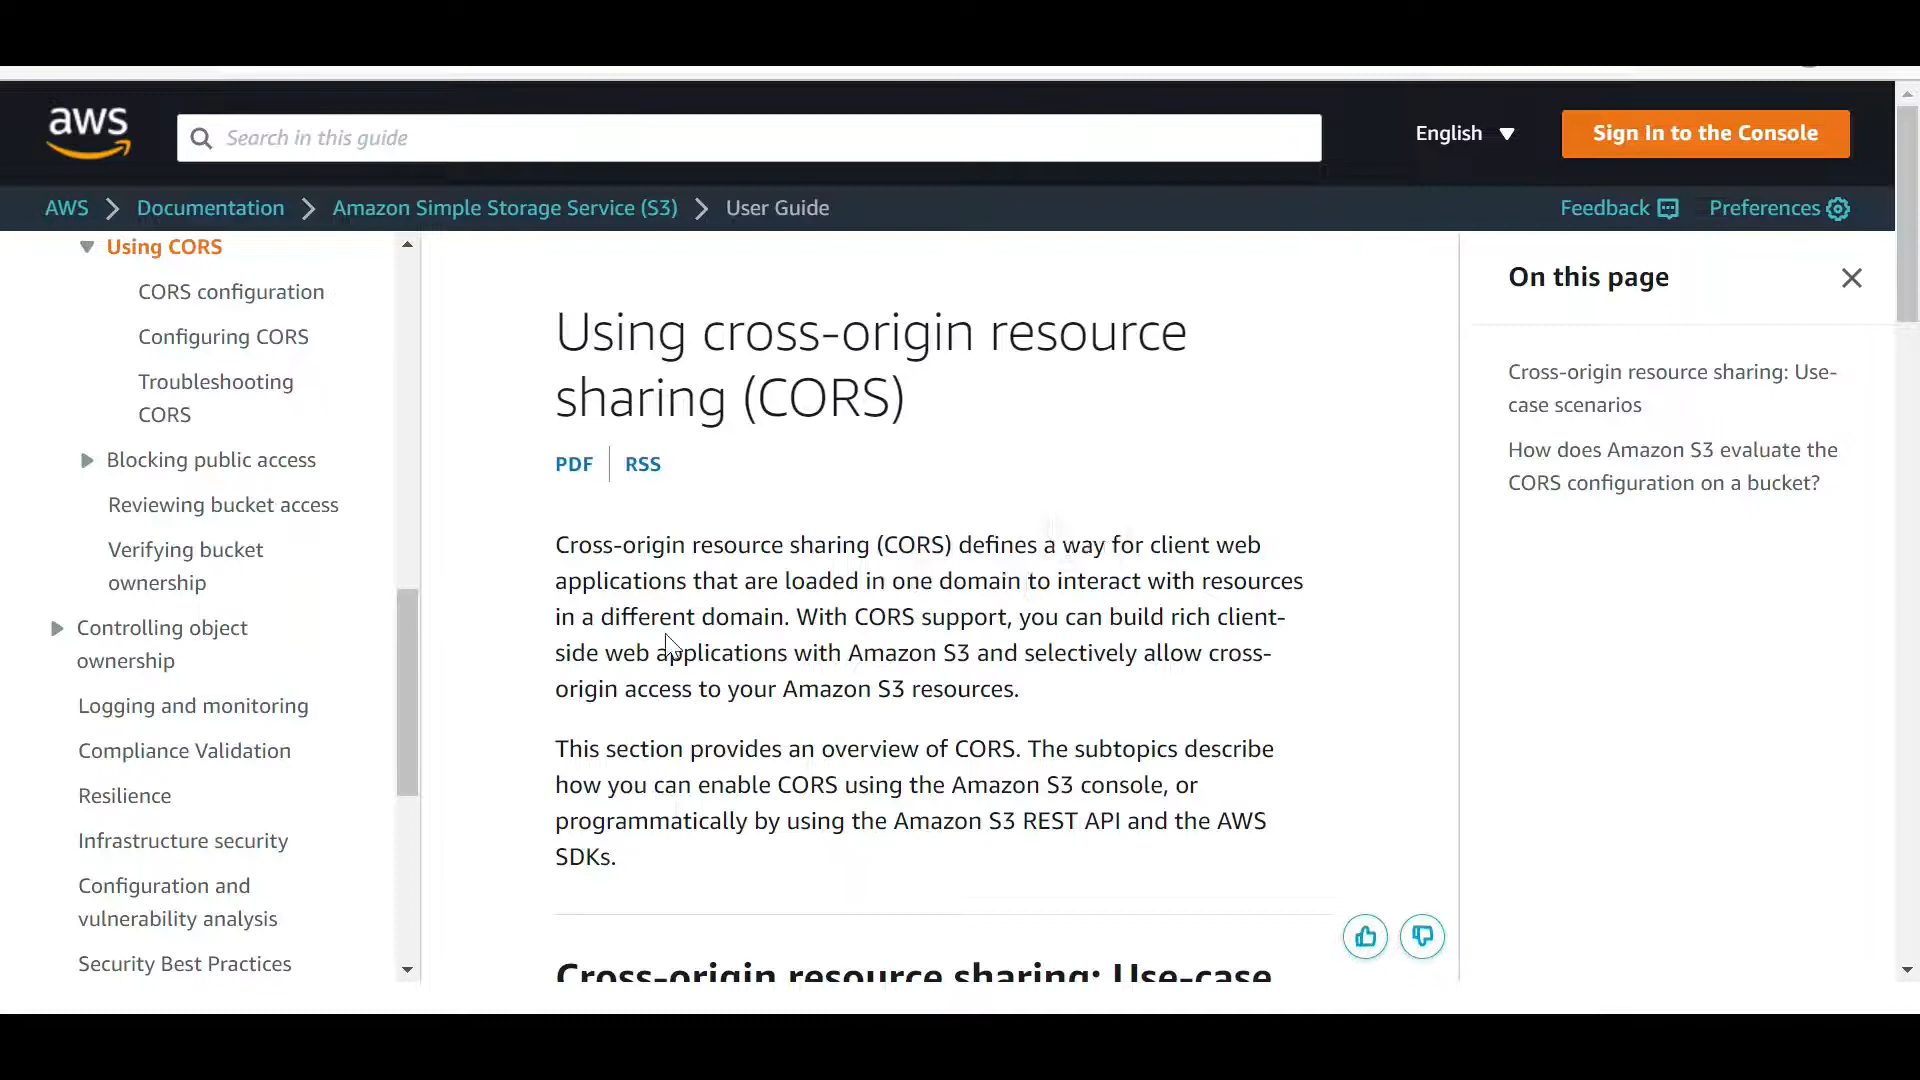 aws
Search in this guide
English
Sign In to the Console
AWS
Documentation
Amazon Simple Storage Service (S3)
User Guide
Feedback
Preferences
Using CORS
CORS configuration
Configuring CORS
Troubleshooting
CORS
Blocking public access
Reviewing bucket access
Verifying bucket
ownership
Controlling object
ownership
Logging and monitoring
Compliance Validation
Resilience
Infrastructure security
Configuration and
vulnerability analysis
Security Best Practices
Using cross-origin resource
sharing (CORS)
PDF
RSS
Cross-origin resource sharing (CORS) defines a way for client web
applications that are loaded in one domain to interact with resources
in a different domain. With CORS support, you can build rich client-
side web applications with Amazon S3 and selectively allow cross-
origin access to your Amazon S3 resources.
This section provides an overview of CORS. The subtopics describe
how you can enable CORS using the Amazon S3 console, or
programmatically by using the Amazon S3 REST API and the AWS
SDKs.
Cross-origin resource sharing: Use-case
On this page
Cross-origin resource sharing: Use-
case scenarios
How does Amazon S3 evaluate the
CORS configuration on a bucket?